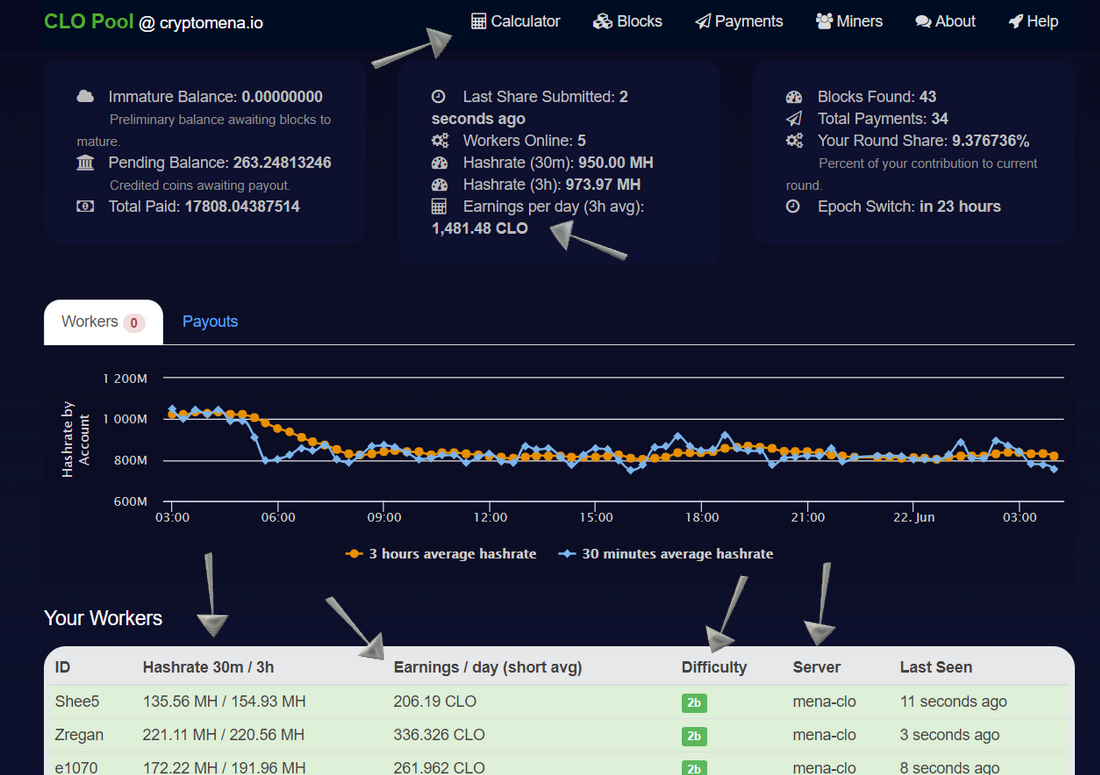 CLO Pool @ cryptomena.io
Calculator
Blocks
Payments
Miners
About
Help
Immature Balance: 0.00000000
Preliminary balance awaiting blocks to
mature.
Pending Balance: 263.24813246
Credited coins awaiting payout.
Total Paid: 17808.04387514
Last Share Submitted: 2
seconds ago
Workers Online: 5
Hashrate (30m): 950.00 MH
Hashrate (3h): 973.97 MH
Earnings per day (3h avg):
1,481.48 CLO
Blocks Found: 43
Total Payments: 34
Your Round Share: 9.376736%
Percent of your contribution to current
round.
Epoch Switch: in 23 hours
Workers 0
Payouts
Hashrate by
Account
1 200M
1 000M
800M
600M
03:00
06:00
09:00
12:00
15:00
18:00
21:00
22. Jun
03:00
3 hours average hashrate
30 minutes average hashrate
Your Workers
ID Hashrate 30m / 3h Earnings / day (short avg) Difficulty Server Last Seen
Shee5 135.56 MH / 154.93 MH 206.19 CLO 2b mena-clo 11 seconds ago
Zregan 221.11 MH / 220.56 MH 336.326 CLO 2b mena-clo 3 seconds ago
e1070 172.22 MH / 191.96 MH 261.962 CLO 2b mena-clo 8 seconds ago